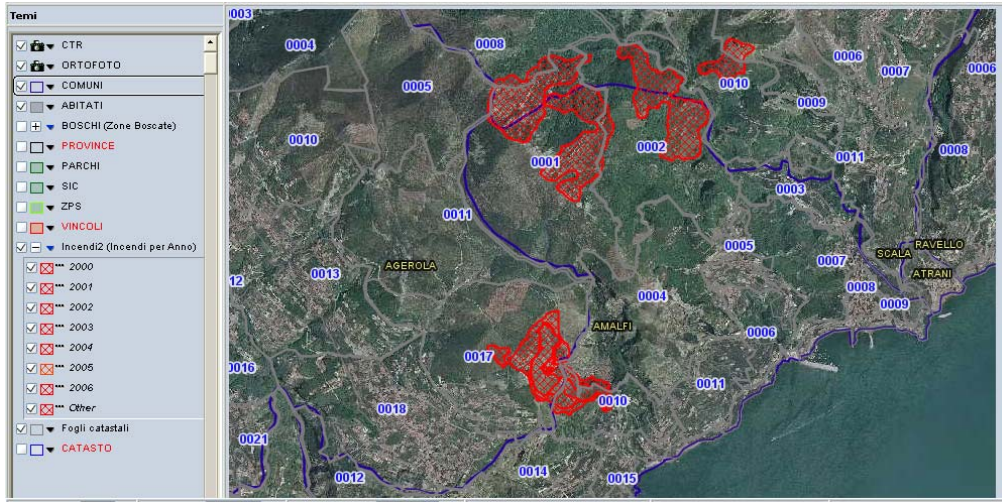 Temi
CTR
ORTOFOTO
COMUNI
ABITATI
BOSCHI (Zone Boscate)
PROVINCE
PARCHI
SIC
ZPS
VINCOLI
Incendi2 (Incendi per Anno)
*** 2000
*** 2001
*** 2002
*** 2003
*** 2004
*** 2005
*** 2006
*** Other
Fogli catastali
CATASTO
0003
0004
0008
0006
0007
0006
0005
0010
0009
0010
0001
0002
0011
0008
0003
0011
0005
0007
SCALA
RAVELLO
ATRANI
12
0013
AGEROLA
0004
0008
0009
AMALFI
0006
0017
0016
0011
0018
0010
0021
0012
0014
0015